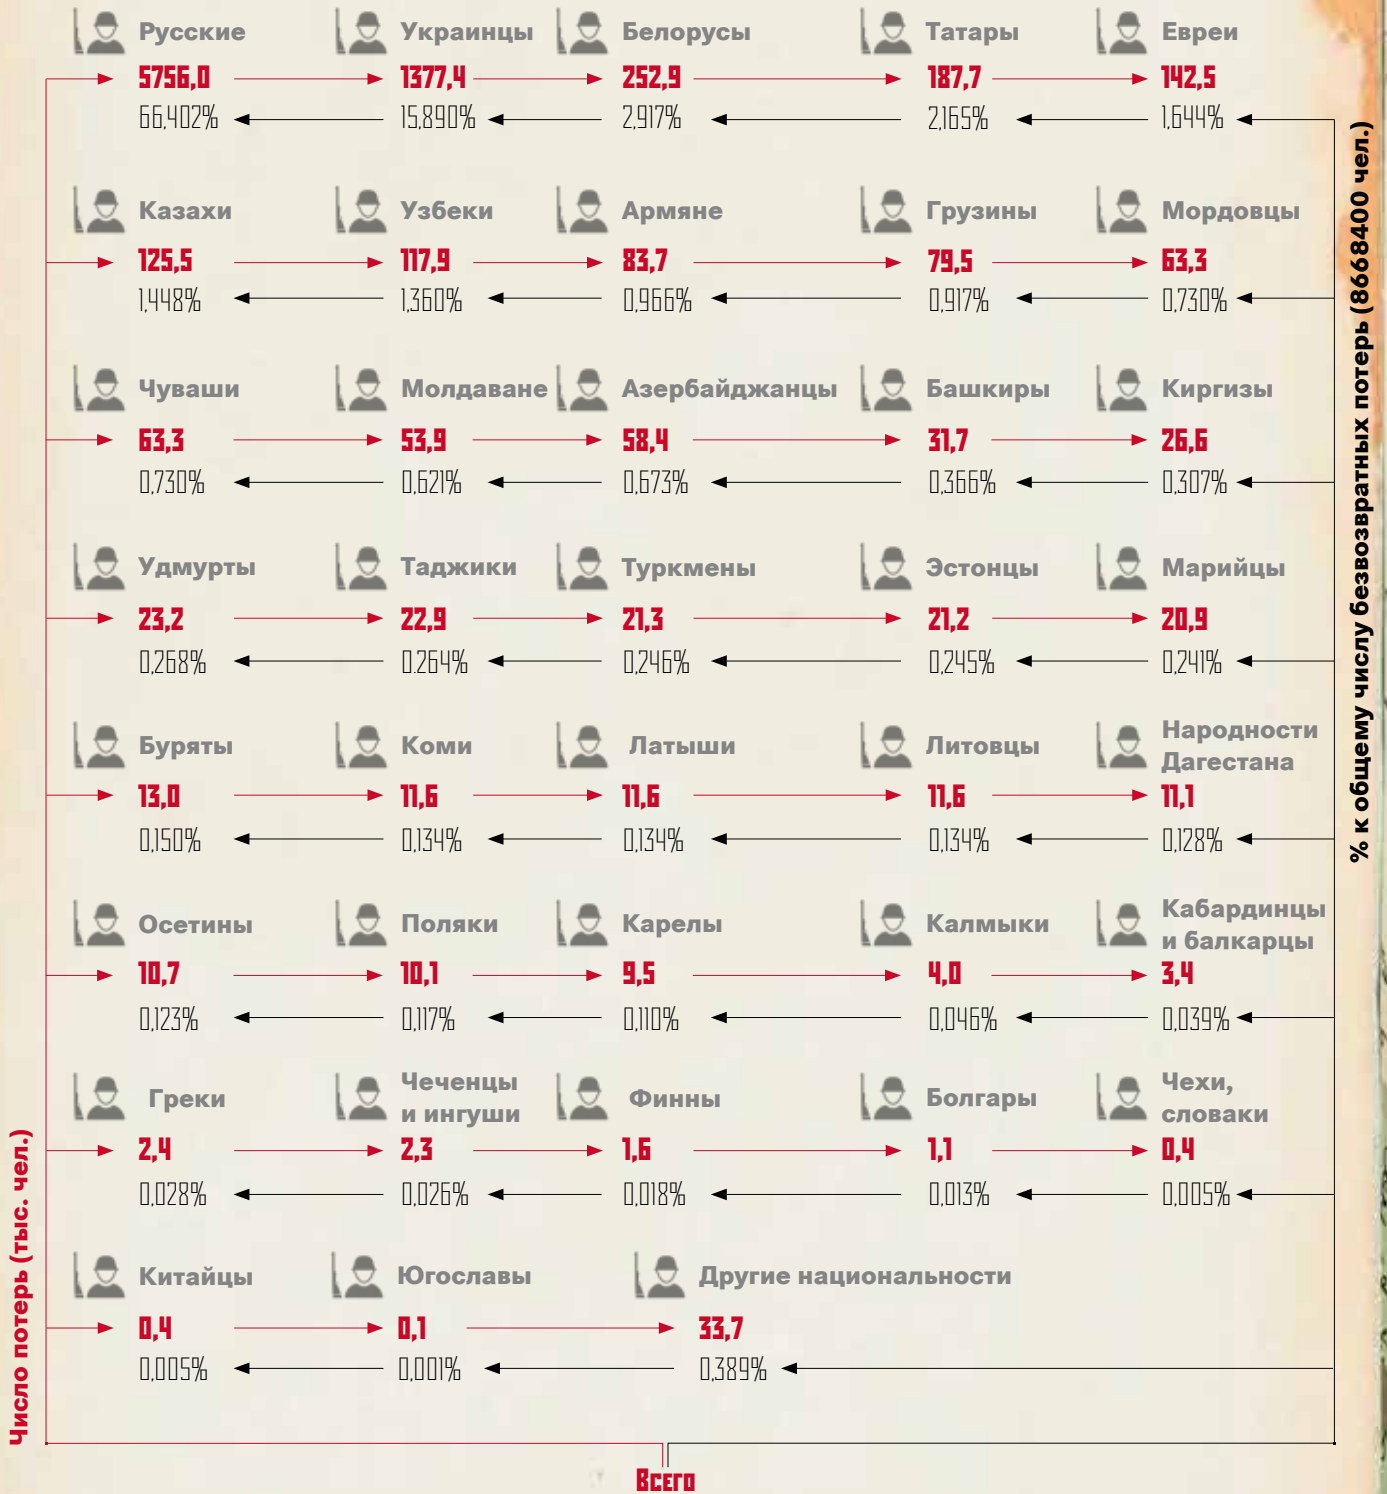 Русские Украинцы Белорусы Татары Евреи
5756,0 1377,4 252,9 187,7 142,5
66,402% 15,890% 2,917% 2,165% 1,644%
Казахи Узбеки Армяне Грузины Мордовцы
125,5 117,9 83,7 79,5 63,3
1,448% 1,360% 0,966% 0,917% 0,730%
Чуваши Молдаване Азербайджанцы Башкиры Киргизы
63,3 53,9 58,4 31,7 26,6
0,730% 0,621% 0,673% 0,366% 0,307%
Удмурты Таджики Туркмены Эстонцы Марийцы
23,2 22,9 21,3 21,2 20,9
0,268% 0.264% 0,246% 0,245% 0,241%
Буряты Коми Латыши Литовцы Народности
Дагестана
13,0 11,6 11,6 11,6 11,1
0,150% 0,134% 0,134% 0,134% 0,128%
Осетины Поляки Карелы Калмыки Кабардинцы
и балкарцы
10,7 10,1 9,5 4,0 3,4
0,123% 0,117% 0,110% 0,046% 0,039%
Греки Чеченцы Финны Болгары Чехи,
и ингуши словаки
2,4 2,3 1,6 1,1 0,4
0,028% 0,026% 0,018% 0,013% 0,005%
Китайцы Югославы Другие национальности
0,4 0,1 33,7
0,005% 0,001% 0,389%
Всего
Число потерь (тыс. чел.)
% к общему числу безвозвратных потерь (8668400 чел.)